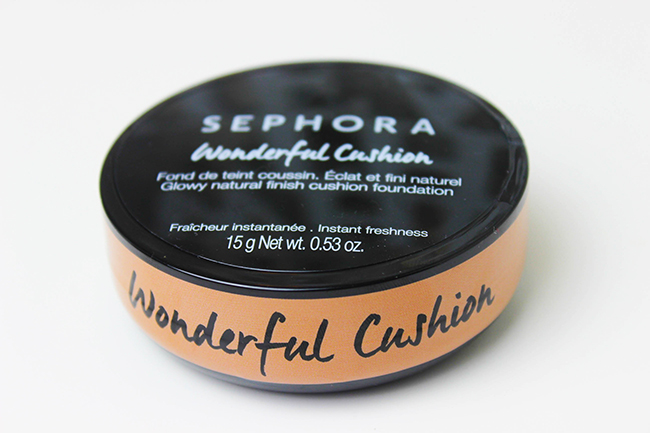 SEPHORA
Wonderful Cushion
Fond de teint coussin. Éclat et fini naturel
Glowy natural finish cushion foundation
Fraîcheur instantanée . Instant freshness
15 g Net wt. 0.53 oz.
Wonderful Cushion